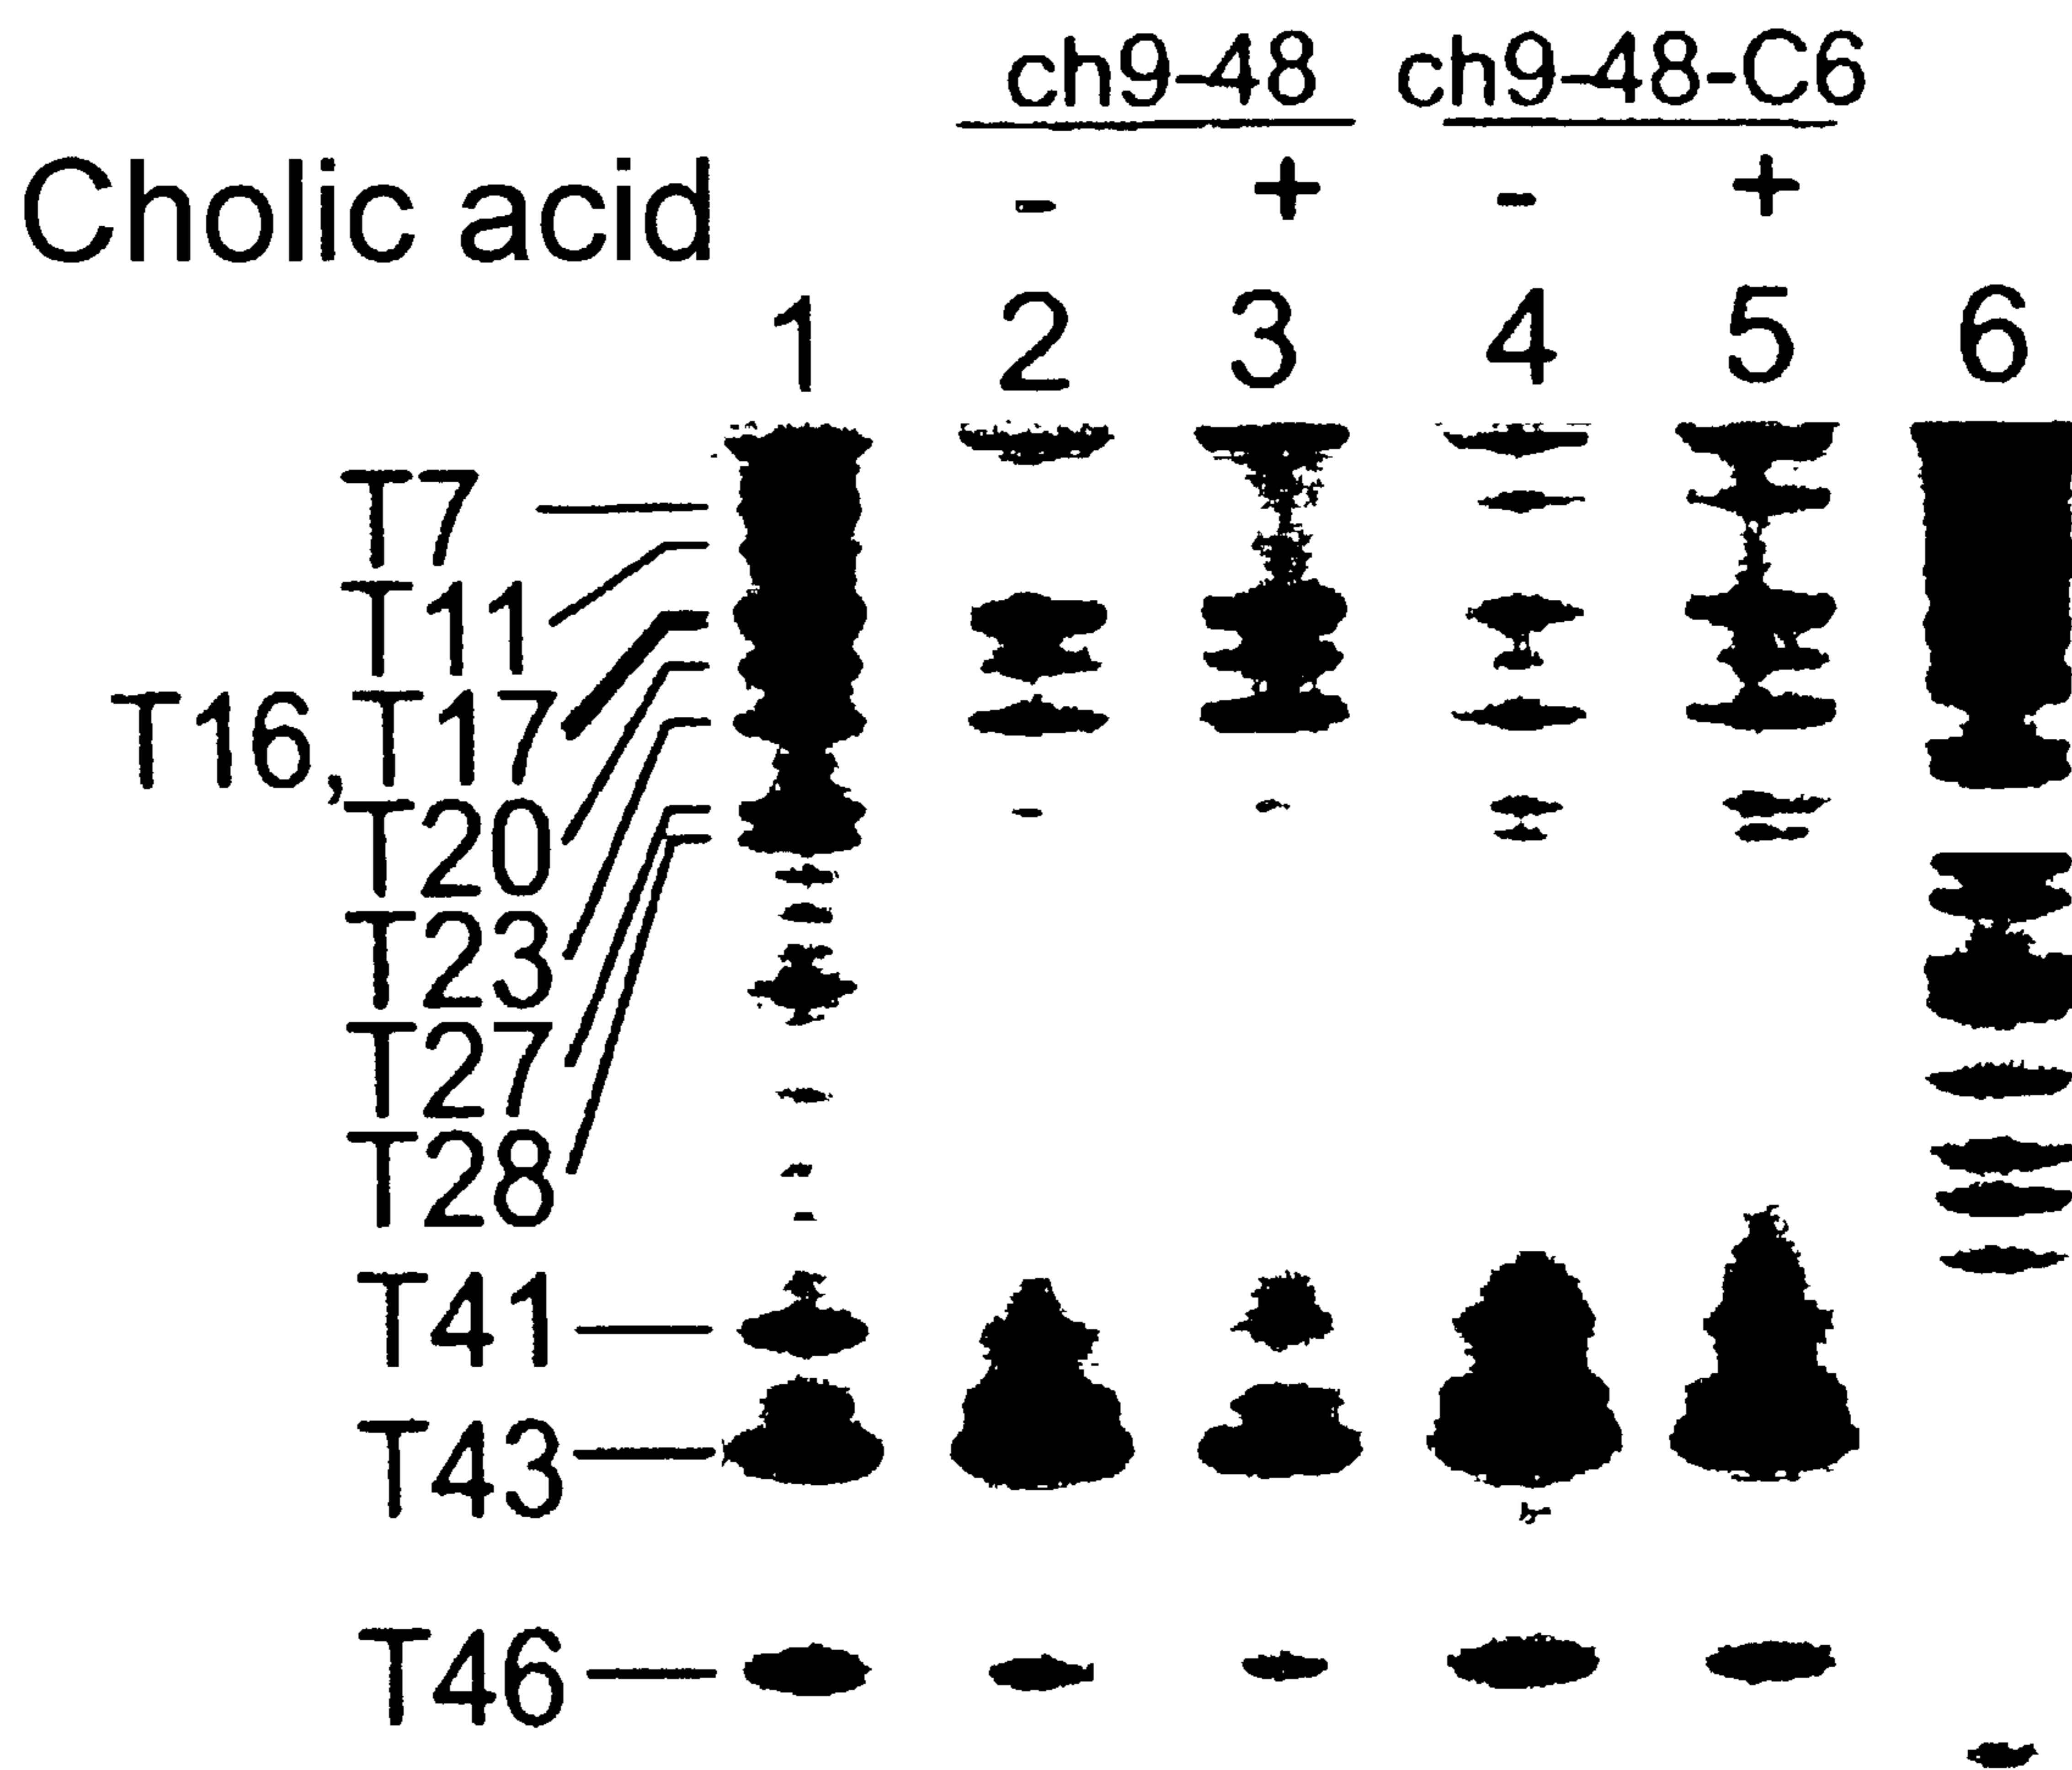 ch9-48 ch9-48-C6
Cholic acid - + - +
1 2 3 4 5 6
T7
T11
T16,T17
T20
T23
T27
T28
T41
T43
T46